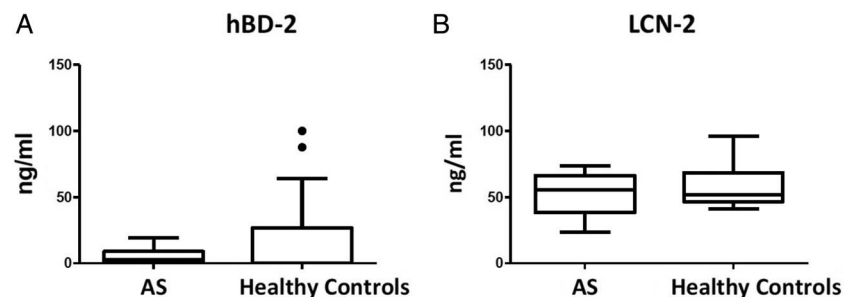 A
hBD-2
150
100
50
0
ng/ml
AS
Healthy Controls
B
LCN-2
150
100
50
0
ng/ml
AS
Healthy Controls